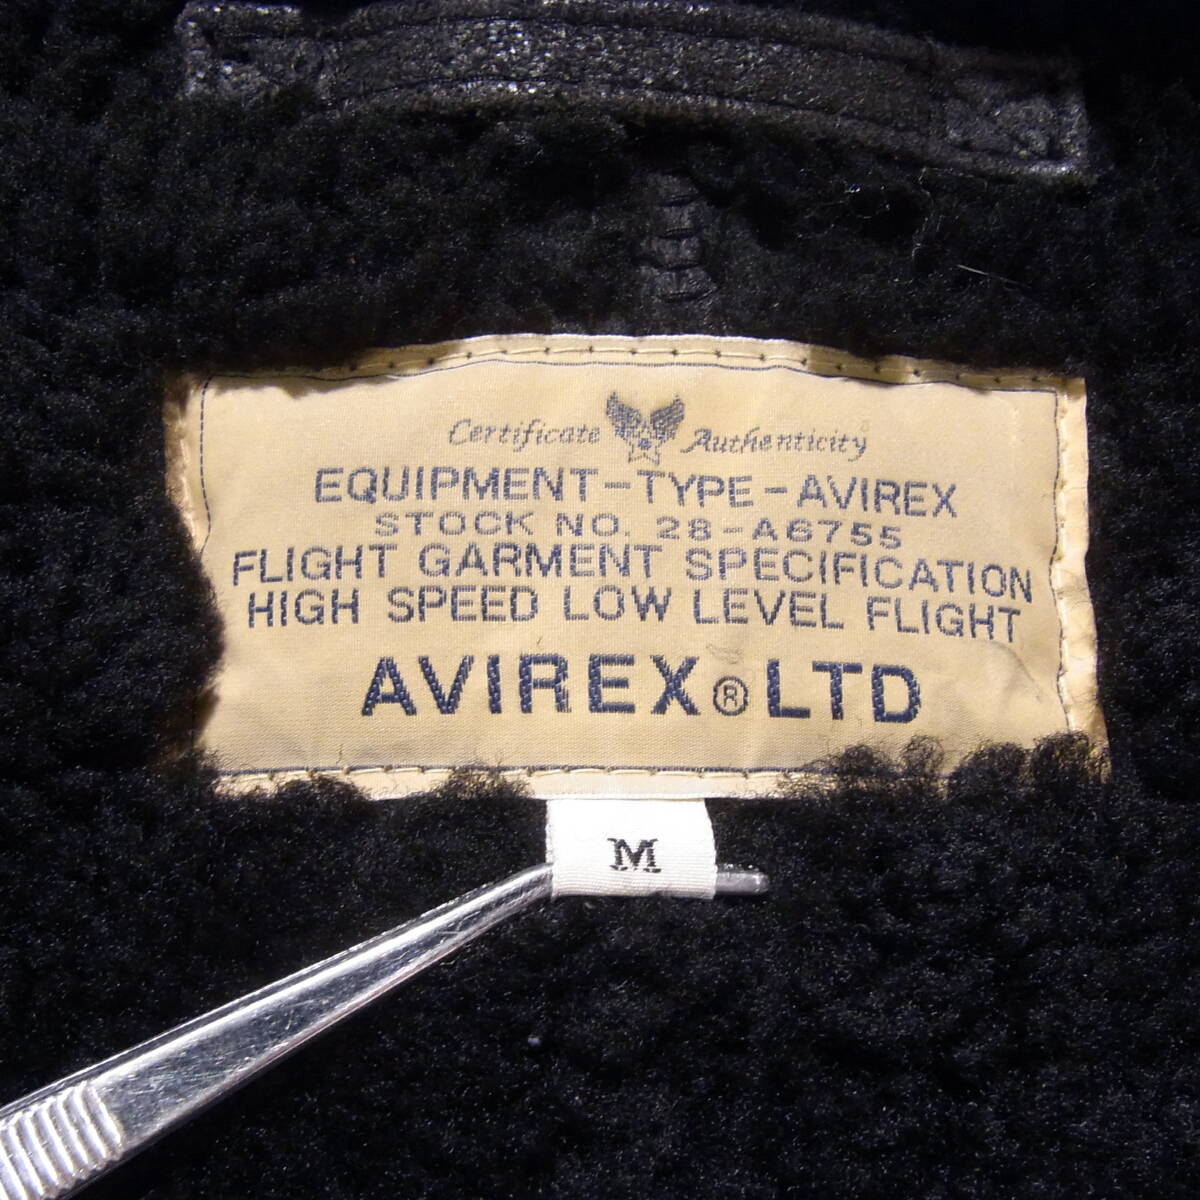 Certificate Authenticity
EQUIPMENT-TYPE-AVIREX
STOCK NO. 28-A6755
FLIGHT GARMENT SPECIFICATION
HIGH SPEED LOW LEVEL FLIGHT
AVIREX® LTD
M